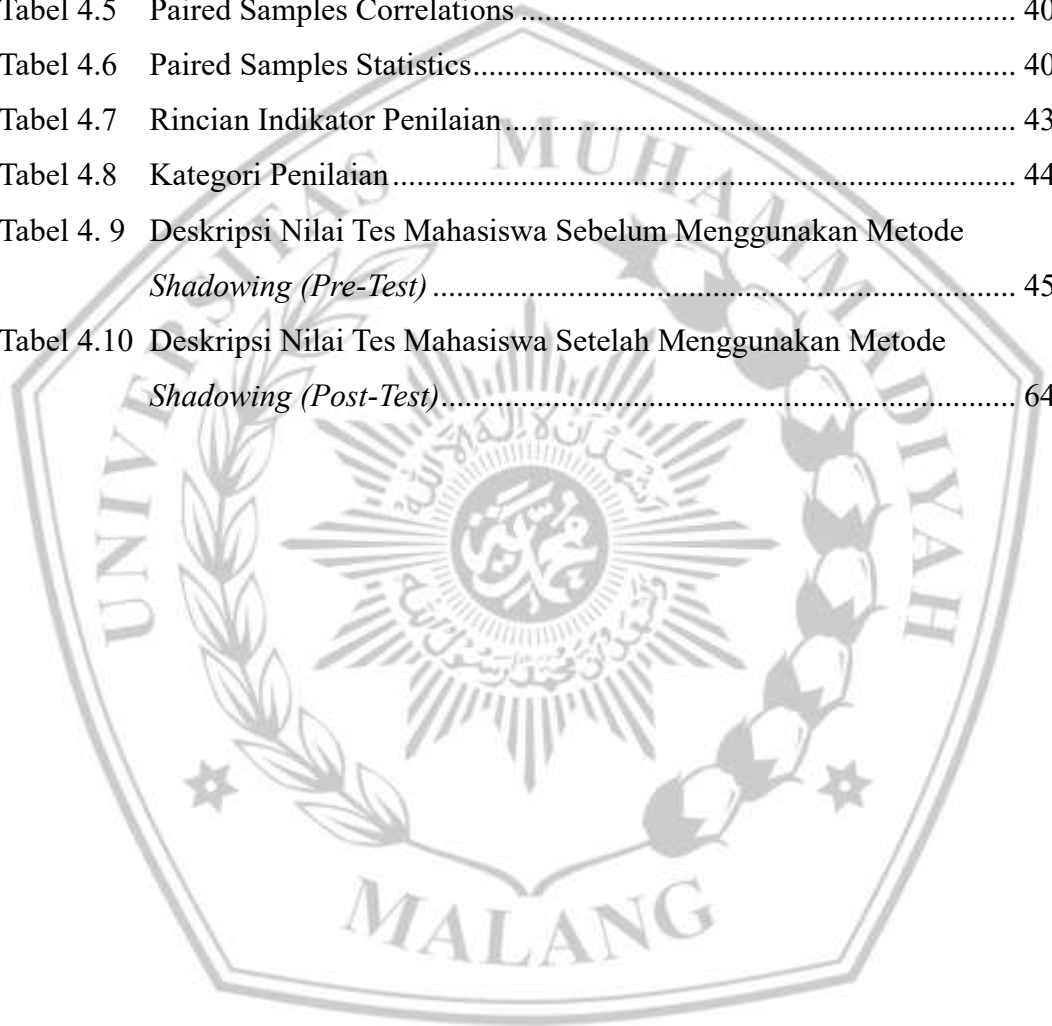 Tabel 4.5 Paired Samples Correlations ............................................................... 40
Tabel 4.6 Paired Samples Statistics..................................................................... 40
Tabel 4.7 Rincian Indikator Penilaian................................................................. 43
Tabel 4.8 Kategori Penilaian............................................................................... 44
Tabel 4. 9 Deskripsi Nilai Tes Mahasiswa Sebelum Menggunakan Metode
Shadowing (Pre-Test) .......................................................................... 45
Tabel 4.10 Deskripsi Nilai Tes Mahasiswa Setelah Menggunakan Metode
Shadowing (Post-Test)......................................................................... 64
UNIVERSITAS MUHAMMADIYAH
MALANG